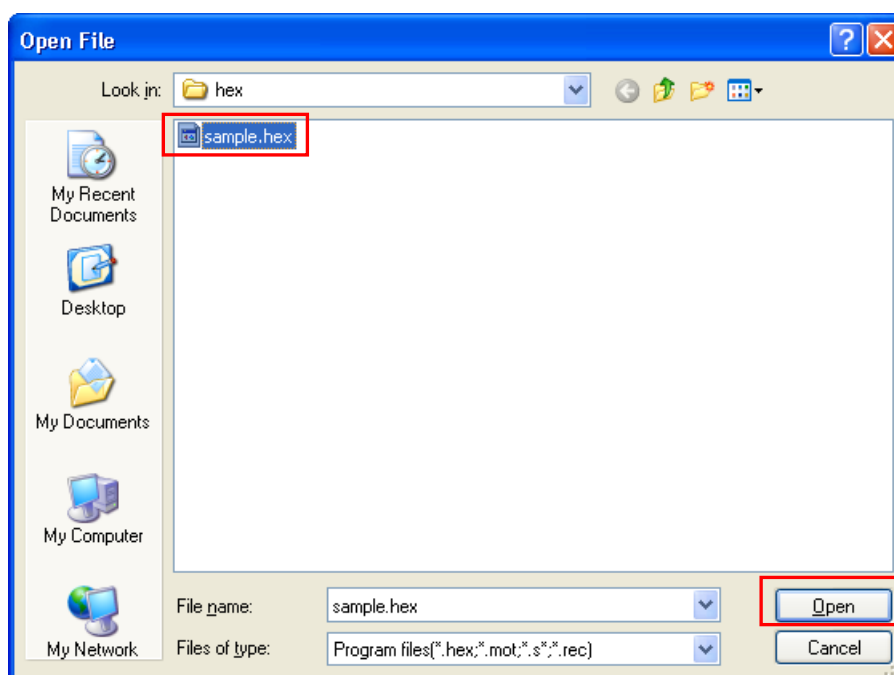 Open File
Look in:
hex
sample.hex
My Recent
Documents
Desktop
My Documents
My Computer
My Network
File name:
sample.hex
Open
Files of type:
Program files(*.hex;*.mot;*.s*;*.rec)
Cancel